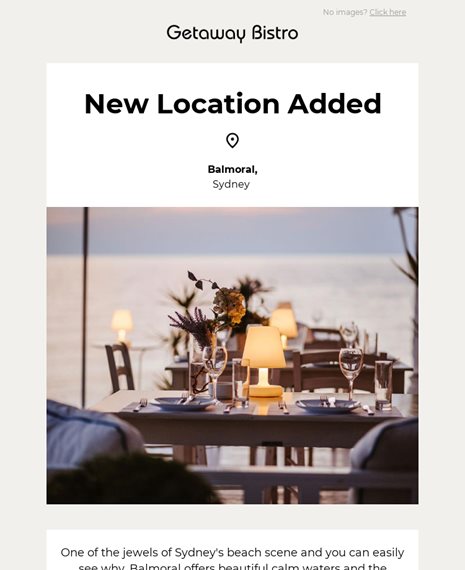 No images? Click here
Getaway Bistro
New Location Added
Balmoral,
Sydney
One of the jewels of Sydney's beach scene and you can easily
see why. Balmoral offers beautiful calm waters and the